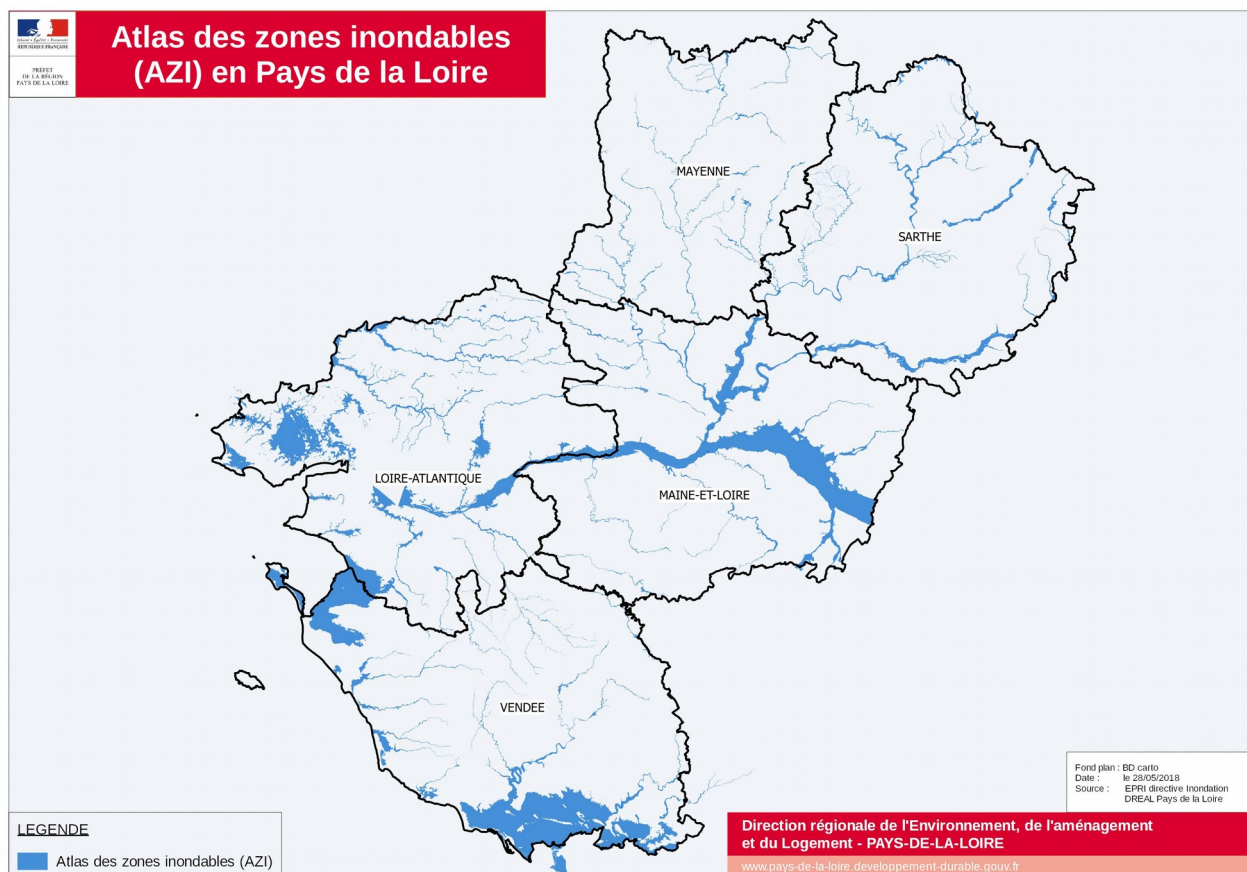 Liberté • Égalité • Fraternité
RÉPUBLIQUE FRANÇAISE
PRÉFET
DE LA RÉGION
PAYS DE LA LOIRE
Atlas des zones inondables
(AZI) en Pays de la Loire
MAYENNE
SARTHE
LOIRE-ATLANTIQUE
MAINE-ET-LOIRE
VENDEE
Fond plan : BD carto
Date : le 28/05/2018
Source : EPRI directive Inondation
DREAL Pays de la Loire
LEGENDE
Atlas des zones inondables (AZI)
Direction régionale de l'Environnement, de l'aménagement
et du Logement - PAYS-DE-LA-LOIRE
www.pays-de-la-loire.developpement-durable.gouv.fr